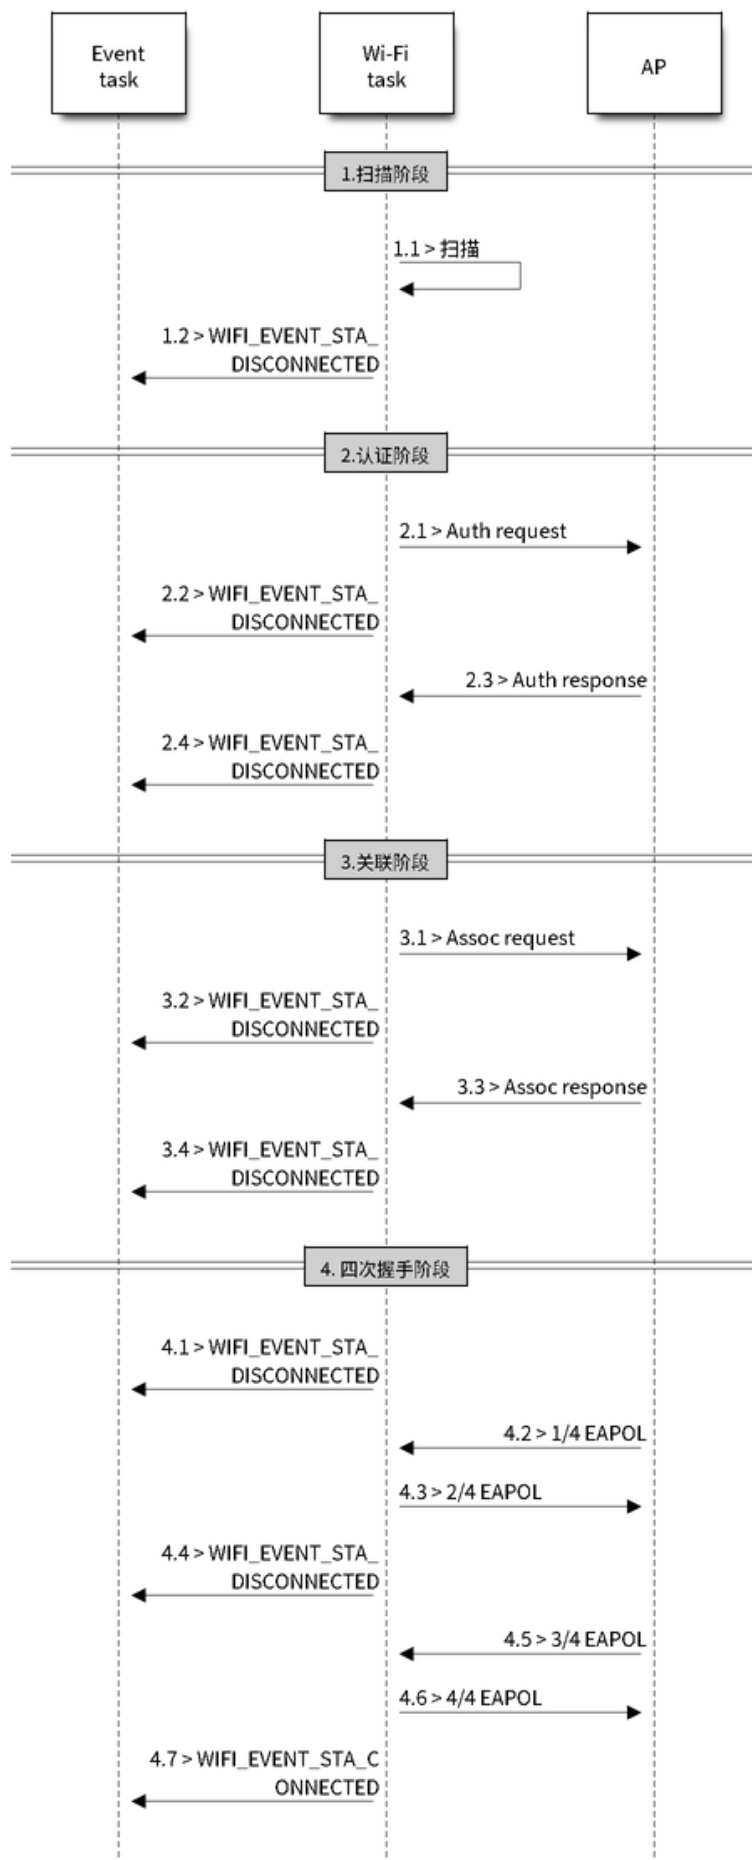 Event
task
Wi-Fi
task
AP
1.扫描阶段
1.1 > 扫描
1.2 > WIFI_EVENT_STA_
DISCONNECTED
2.认证阶段
2.1 > Auth request
2.2 > WIFI_EVENT_STA_
DISCONNECTED
2.3 > Auth response
2.4 > WIFI_EVENT_STA_
DISCONNECTED
3.关联阶段
3.1 > Assoc request
3.2 > WIFI_EVENT_STA_
DISCONNECTED
3.3 > Assoc response
3.4 > WIFI_EVENT_STA_
DISCONNECTED
4. 四次握手阶段
4.1 > WIFI_EVENT_STA_
DISCONNECTED
4.2 > 1/4 EAPOL
4.3 > 2/4 EAPOL
4.4 > WIFI_EVENT_STA_
DISCONNECTED
4.5 > 3/4 EAPOL
4.6 > 4/4 EAPOL
4.7 > WIFI_EVENT_STA_C
ONNECTED